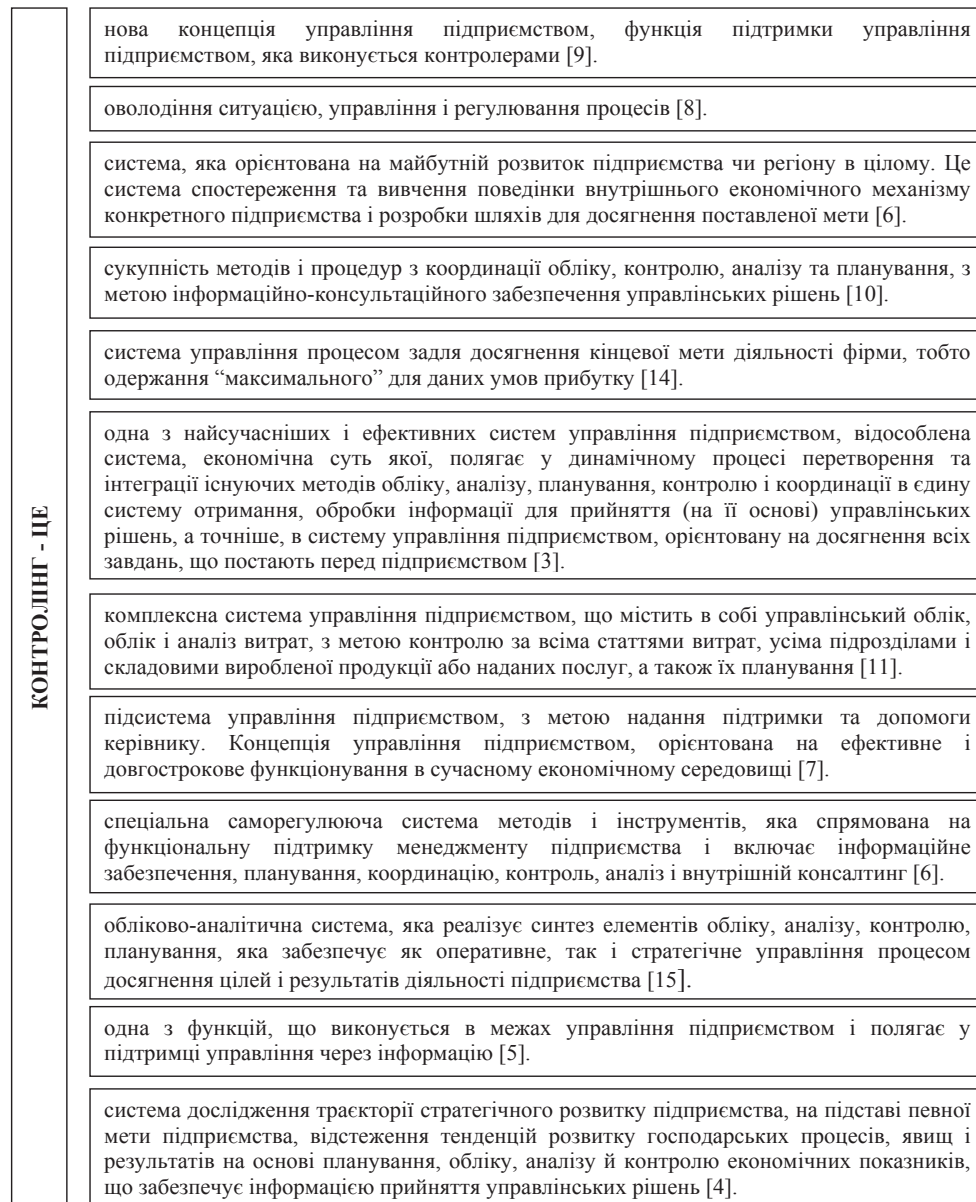 КОНТРОЛІНГ - ЦЕ
нова концепція управління підприємством, функція підтримки управління
підприємством, яка виконується контролерами [9].
оволодіння ситуацією, управління і регулювання процесів [8].
система, яка орієнтована на майбутній розвиток підприємства чи регіону в цілому. Це
система спостереження та вивчення поведінки внутрішнього економічного механізму
конкретного підприємства і розробки шляхів для досягнення поставленої мети [6].
сукупність методів і процедур з координації обліку, контролю, аналізу та планування, з
метою інформаційно-консультаційного забезпечення управлінських рішень [10].
система управління процесом задля досягнення кінцевої мети діяльності фірми, тобто
одержання “максимального” для даних умов прибутку [14].
одна з найсучасніших і ефективних систем управління підприємством, відособлена
система, економічна суть якої, полягає у динамічному процесі перетворення та
інтеграції існуючих методів обліку, аналізу, планування, контролю і координації в єдину
систему отримання, обробки інформації для прийняття (на її основі) управлінських
рішень, а точніше, в систему управління підприємством, орієнтовану на досягнення всіх
завдань, що постають перед підприємством [3].
комплексна система управління підприємством, що містить в собі управлінський облік,
облік і аналіз витрат, з метою контролю за всіма статтями витрат, усіма підрозділами і
складовими виробленої продукції або наданих послуг, а також їх планування [11].
підсистема управління підприємством, з метою надання підтримки та допомоги
керівнику. Концепція управління підприємством, орієнтована на ефективне і
довгострокове функціонування в сучасному економічному середовищі [7].
спеціальна саморегулююча система методів і інструментів, яка спрямована на
функціональну підтримку менеджменту підприємства і включає інформаційне
забезпечення, планування, координацію, контроль, аналіз і внутрішній консалтинг [6].
обліково-аналітична система, яка реалізує синтез елементів обліку, аналізу, контролю,
планування, яка забезпечує як оперативне, так і стратегічне управління процесом
досягнення цілей і результатів діяльності підприємства [15].
одна з функцій, що виконується в межах управління підприємством і полягає у
підтримці управління через інформацію [5].
система дослідження траєкторії стратегічного розвитку підприємства, на підставі певної
мети підприємства, відстеження тенденцій розвитку господарських процесів, явищ і
результатів на основі планування, обліку, аналізу й контролю економічних показників,
що забезпечує інформацією прийняття управлінських рішень [4].